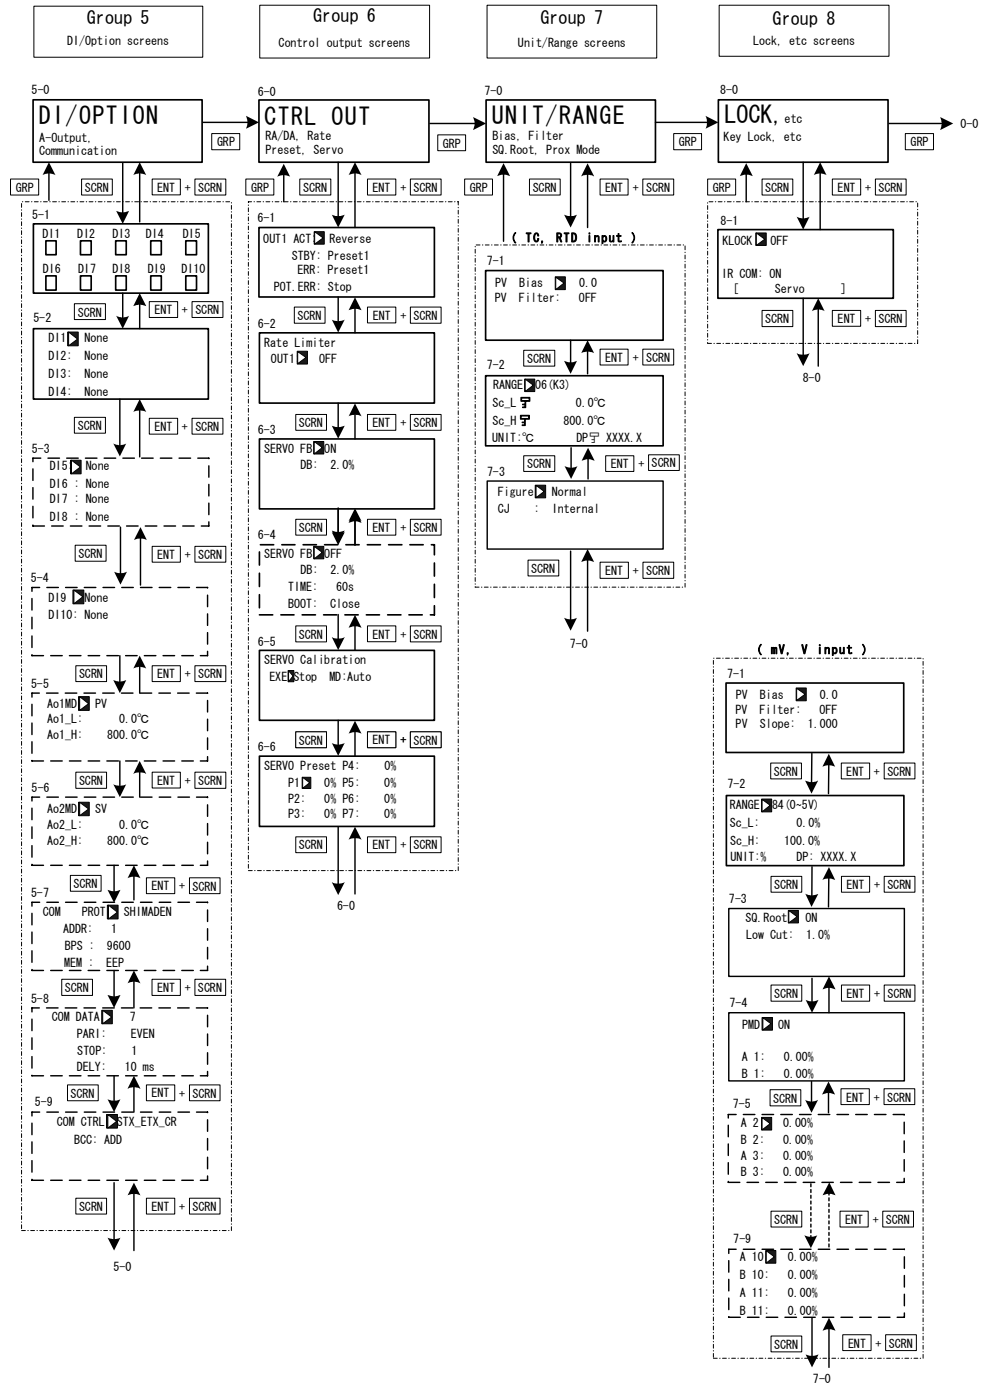 Group 5
DI/Option screens
5-0
DI/OPTION
A-Output,
Communication
GRP
GRP
SCRN
ENT + SCRN
5-1
DI1 DI2 DI3 DI4 DI5
DI6 DI7 DI8 DI9 DI10
SCRN
ENT + SCRN
5-2
DI1 None
DI2: None
DI3: None
DI4: None
SCRN
ENT + SCRN
5-3
DI5 None
DI6 : None
DI7 : None
DI8 : None
SCRN
ENT + SCRN
5-4
DI9 None
DI10: None
SCRN
ENT + SCRN
5-5
Ao1MD PV
Ao1_L: 0.0℃
Ao1_H: 800.0℃
SCRN
ENT + SCRN
5-6
Ao2MD SV
Ao2_L: 0.0℃
Ao2_H: 800.0℃
SCRN
ENT + SCRN
5-7
COM PROT SHIMADEN
ADDR: 1
BPS : 9600
MEM : EEP
SCRN
ENT + SCRN
5-8
COM DATA 7
PARI: EVEN
STOP: 1
DELY: 10 ms
SCRN
ENT + SCRN
5-9
COM CTRL STX_ETX_CR
BCC: ADD
SCRN
ENT + SCRN
5-0
Group 6
Control output screens
6-0
CTRL OUT
RA/DA, Rate
Preset, Servo
GRP
GRP
SCRN
ENT + SCRN
6-1
OUT1 ACT Reverse
STBY: Preset1
ERR: Preset1
POT.ERR: Stop
SCRN
ENT + SCRN
6-2
Rate Limiter
OUT1 OFF
SCRN
ENT + SCRN
6-3
SERVO FB ON
DB: 2.0%
SCRN
ENT + SCRN
6-4
SERVO FB OFF
DB: 2.0%
TIME: 60s
BOOT: Close
SCRN
ENT + SCRN
6-5
SERVO Calibration
EXE Stop MD:Auto
SCRN
ENT + SCRN
6-6
SERVO Preset P4: 0%
P1 0% P5: 0%
P2: 0% P6: 0%
P3: 0% P7: 0%
SCRN
ENT + SCRN
6-0
Group 7
Unit/Range screens
7-0
UNIT/RANGE
Bias, Filter
SQ.Root, Prox Mode
GRP
GRP
SCRN
ENT + SCRN
( TC, RTD input )
7-1
PV Bias 0.0
PV Filter: OFF
SCRN
ENT + SCRN
7-2
RANGE 06(K3)
Sc_L 0.0℃
Sc_H 800.0℃
UNIT:℃ DP XXXX.X
SCRN
ENT + SCRN
7-3
Figure Normal
CJ : Internal
SCRN
ENT + SCRN
7-0
Group 8
Lock, etc screens
8-0
LOCK, etc
Key Lock, etc
GRP
0-0
GRP
SCRN
ENT + SCRN
8-1
KLOCK OFF
IR COM: ON
[ Servo ]
SCRN
ENT + SCRN
8-0
( mV, V input )
7-1
PV Bias 0.0
PV Filter: OFF
PV Slope: 1.000
SCRN
ENT + SCRN
7-2
RANGE 84(0~5V)
Sc_L: 0.0%
Sc_H: 100.0%
UNIT:% DP: XXXX.X
SCRN
ENT + SCRN
7-3
SQ.Root ON
Low Cut: 1.0%
SCRN
ENT + SCRN
7-4
PMD ON
A 1: 0.00%
B 1: 0.00%
SCRN
ENT + SCRN
7-5
A 2 0.00%
B 2: 0.00%
A 3: 0.00%
B 3: 0.00%
SCRN
ENT + SCRN
7-9
A 10 0.00%
B 10: 0.00%
A 11: 0.00%
B 11: 0.00%
SCRN
ENT + SCRN
7-0